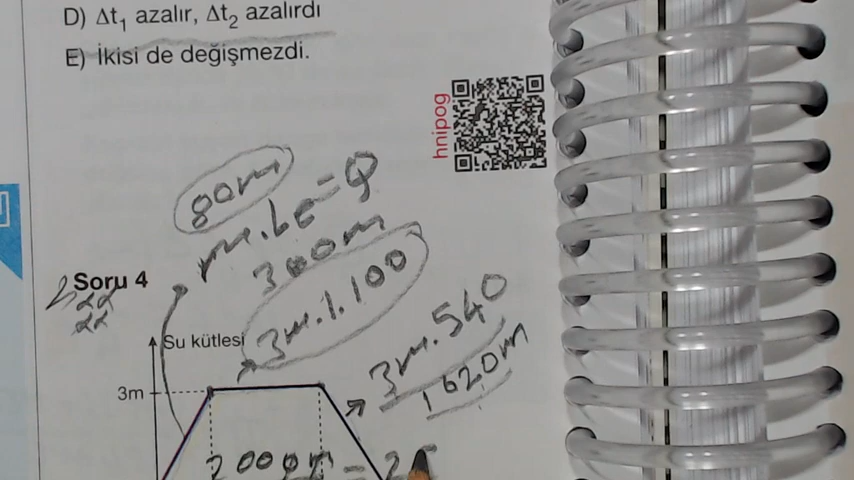 D) Δt₁ azalır, Δt₂ azalırdı
E) İkisi de değişmezdi.
hnipog
80m
m.Le=Q
300m
3m.1.100
Soru 4
Su kütlesi
3m.540
1620m
3m